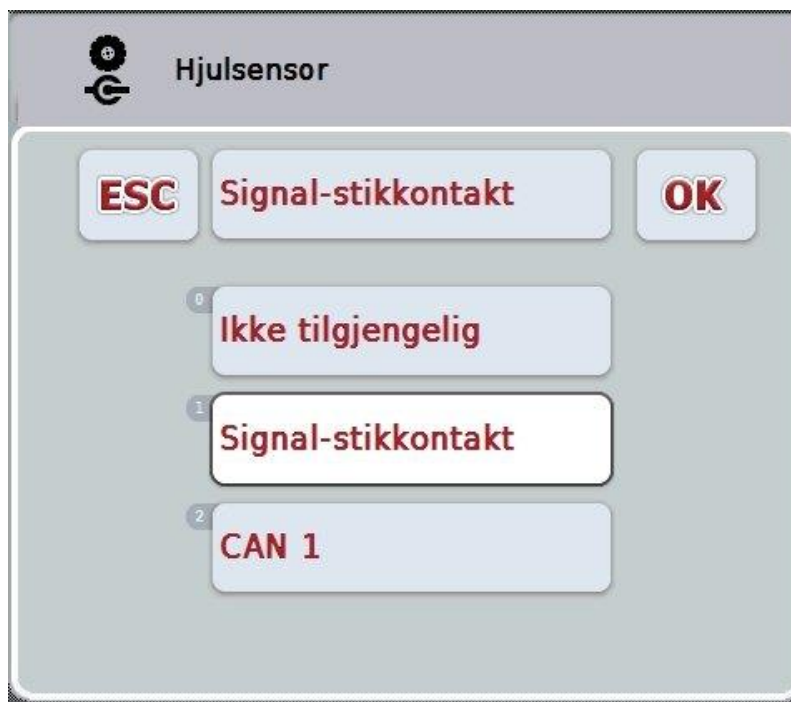 Hjulsensor
ESC Signal-stikkontakt OK
0
Ikke tilgjengelig
1
Signal-stikkontakt
2
CAN 1